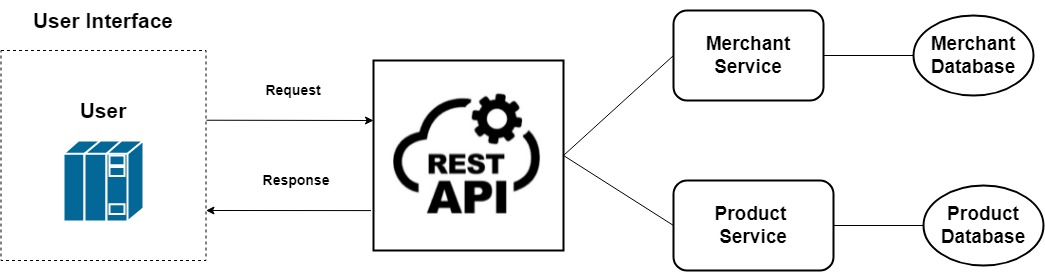 User Interface
User
Request
Response
REST
API
Merchant
Service
Merchant
Database
Product
Service
Product
Database